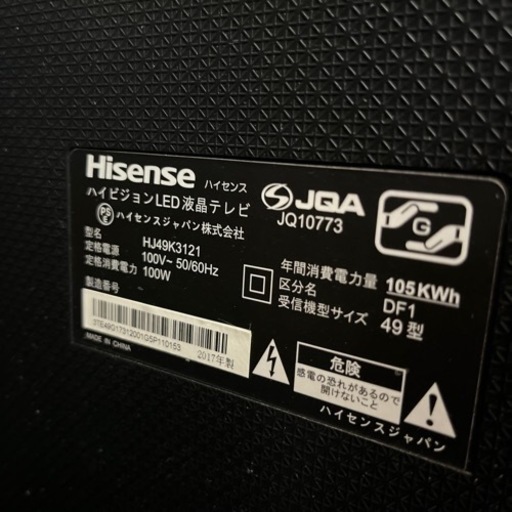 Hisense ハイセンス
ハイビジョンLED液晶テレビ
PSE ハイセンスジャパン株式会社
型名 HJ49K3121
定格電源 100V~ 50/60Hz
定格消費電力 100W
製造番号
2017年製
MADE IN CHINA
JQA
JQ10773
G
年間消費電力量 105KWh
区分名 DF1
受信機型サイズ 49型
危険
感電の恐れがあるので
開けないこと
ハイセンスジャパン